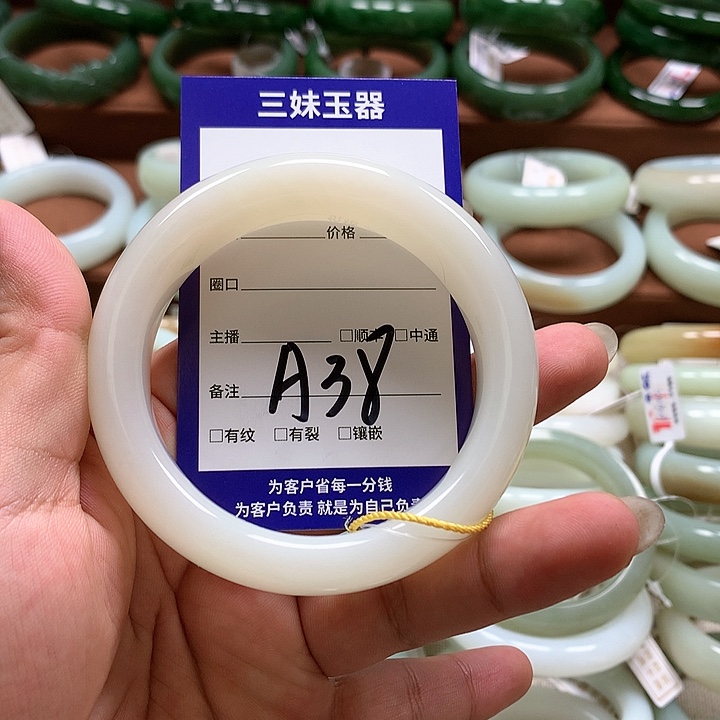 三妹玉器
价格
圈口
主播 □顺丰 □中通
备注 A38
□有纹 □有裂 □镶嵌
为客户省每一分钱
为客户负责 就是为自己负责